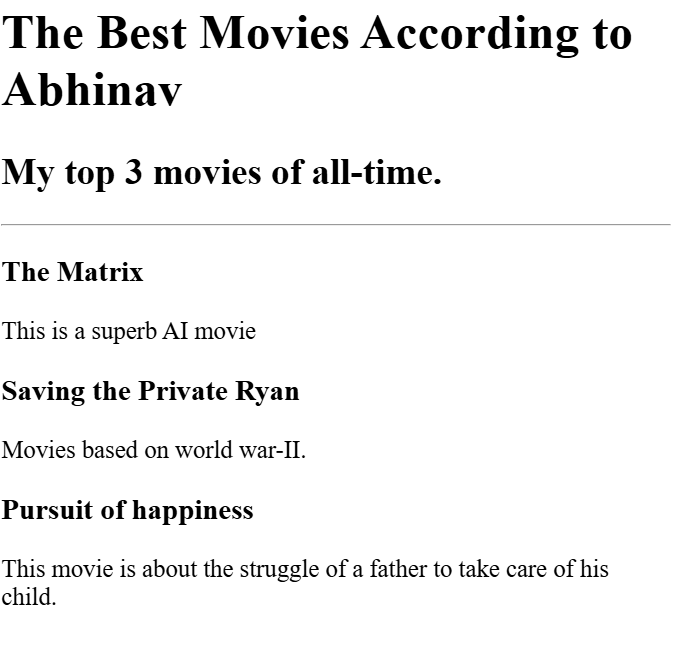 The Best Movies According to
Abhinav
My top 3 movies of all-time.
The Matrix
This is a superb AI movie
Saving the Private Ryan
Movies based on world war-II.
Pursuit of happiness
This movie is about the struggle of a father to take care of his
child.